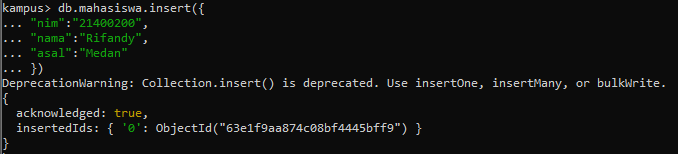 kampus> db.mahasiswa.insert({
... "nim":"21400200",
... "nama":"Rifandy",
... "asal":"Medan"
... })
DeprecationWarning: Collection.insert() is deprecated. Use insertOne, insertMany, or bulkWrite.
{
  acknowledged: true,
  insertedIds: { '0': ObjectId("63e1f9aa874c08bf4445bff9") }
}